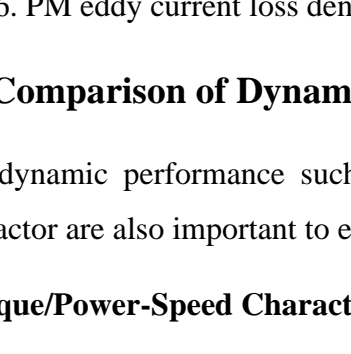 6. PM eddy current loss den
Comparison of Dynam
dynamic performance such
actor are also important to e
que/Power-Speed Charact